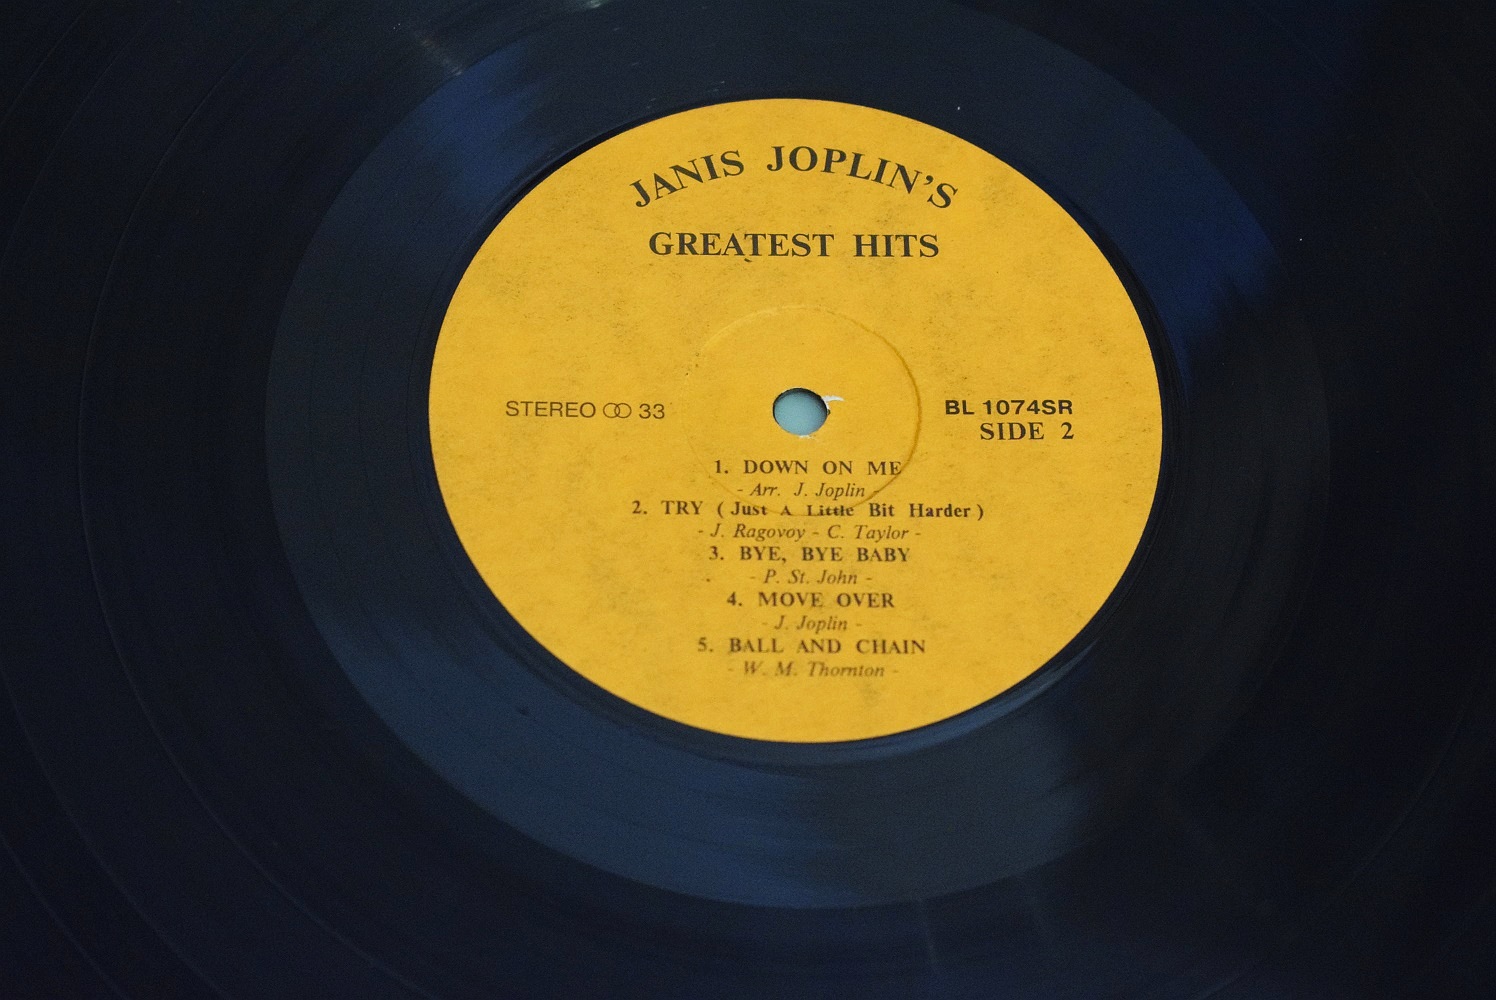 JANIS JOPLIN'S
GREATEST HITS
STEREO 33
BL 1074SR
SIDE 2
1. DOWN ON ME
- Arr. J. Joplin -
2. TRY ( Just A Little Bit Harder )
- J. Ragovoy - C. Taylor -
3. BYE, BYE BABY
- P. St. John -
4. MOVE OVER
- J. Joplin -
5. BALL AND CHAIN
- W. M. Thornton -